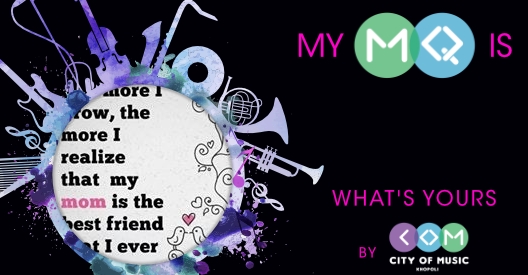 more I
row, the
more I
realize
that my
mom is the
best friend
I ever
MY MQ IS
WHAT'S YOURS
BY COM
CITY OF MUSIC
KHOPOLI